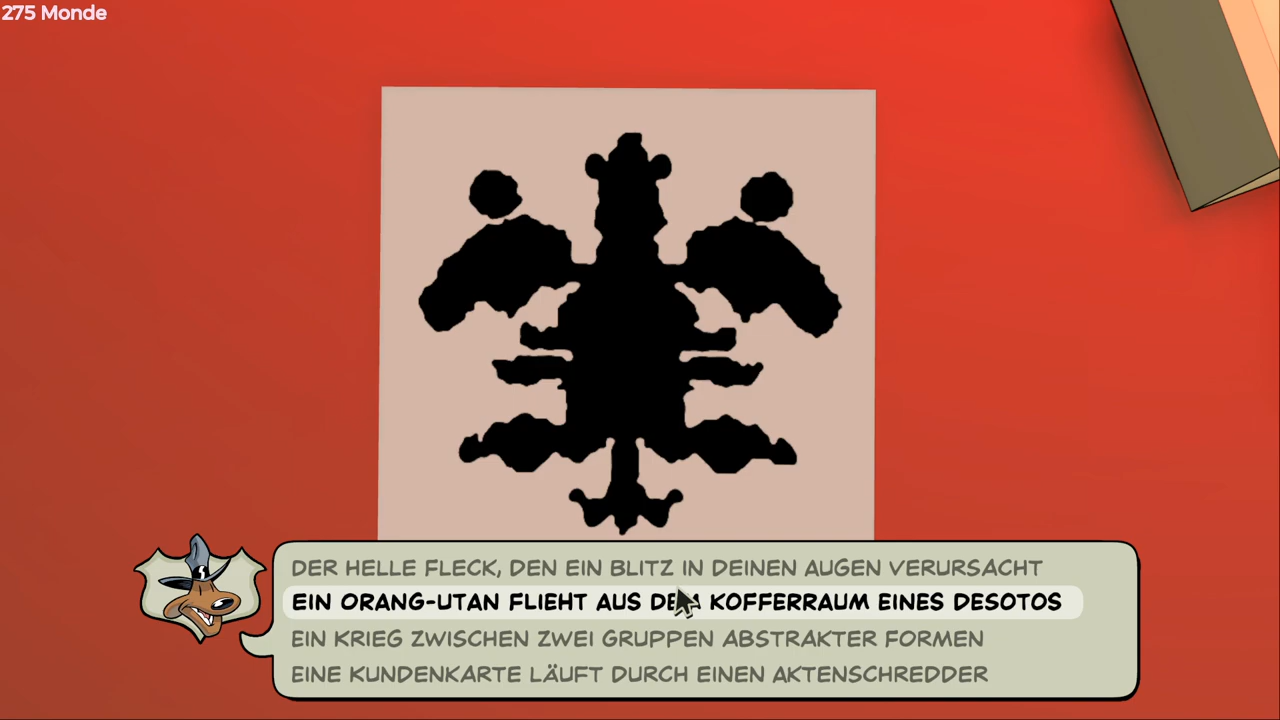 275 Monde
DER HELLE FLECK, DEN EIN BLITZ IN DEINEN AUGEN VERURSACHT
EIN ORANG-UTAN FLIEHT AUS DEM KOFFERRAUM EINES DESOTOS
EIN KRIEG ZWISCHEN ZWEI GRUPPEN ABSTRAKTER FORMEN
EINE KUNDENKARTE LÄUFT DURCH EINEN AKTENSCHREDDER